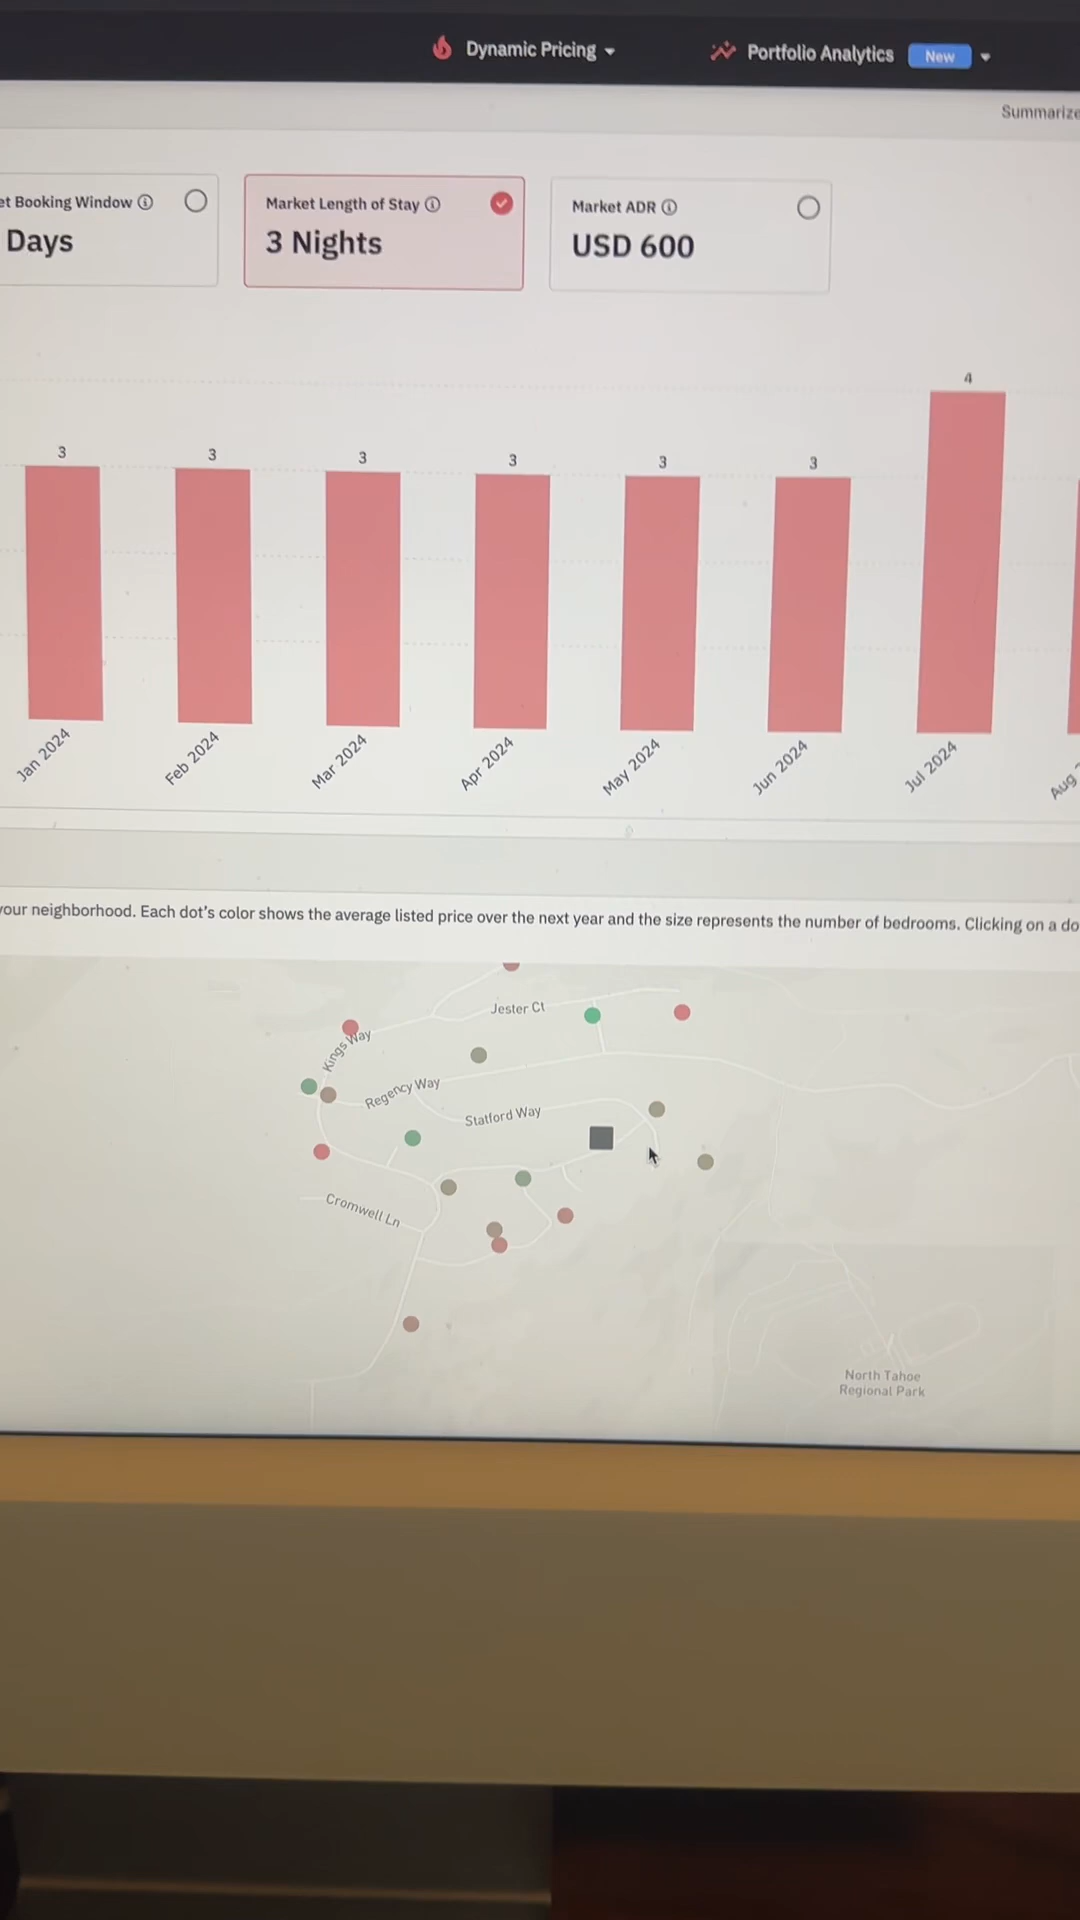 Dynamic Pricing
Portfolio Analytics New
Summarize
et Booking Window
Days
Market Length of Stay
3 Nights
Market ADR
USD 600
3
3
3
3
3
3
4
Jan 2024
Feb 2024
Mar 2024
Apr 2024
May 2024
Jun 2024
Jul 2024
Aug
your neighborhood. Each dot's color shows the average listed price over the next year and the size represents the number of bedrooms. Clicking on a do
Jester Ct
Kings Way
Regency Way
Statford Way
Cromwell Ln
North Tahoe
Regional Park